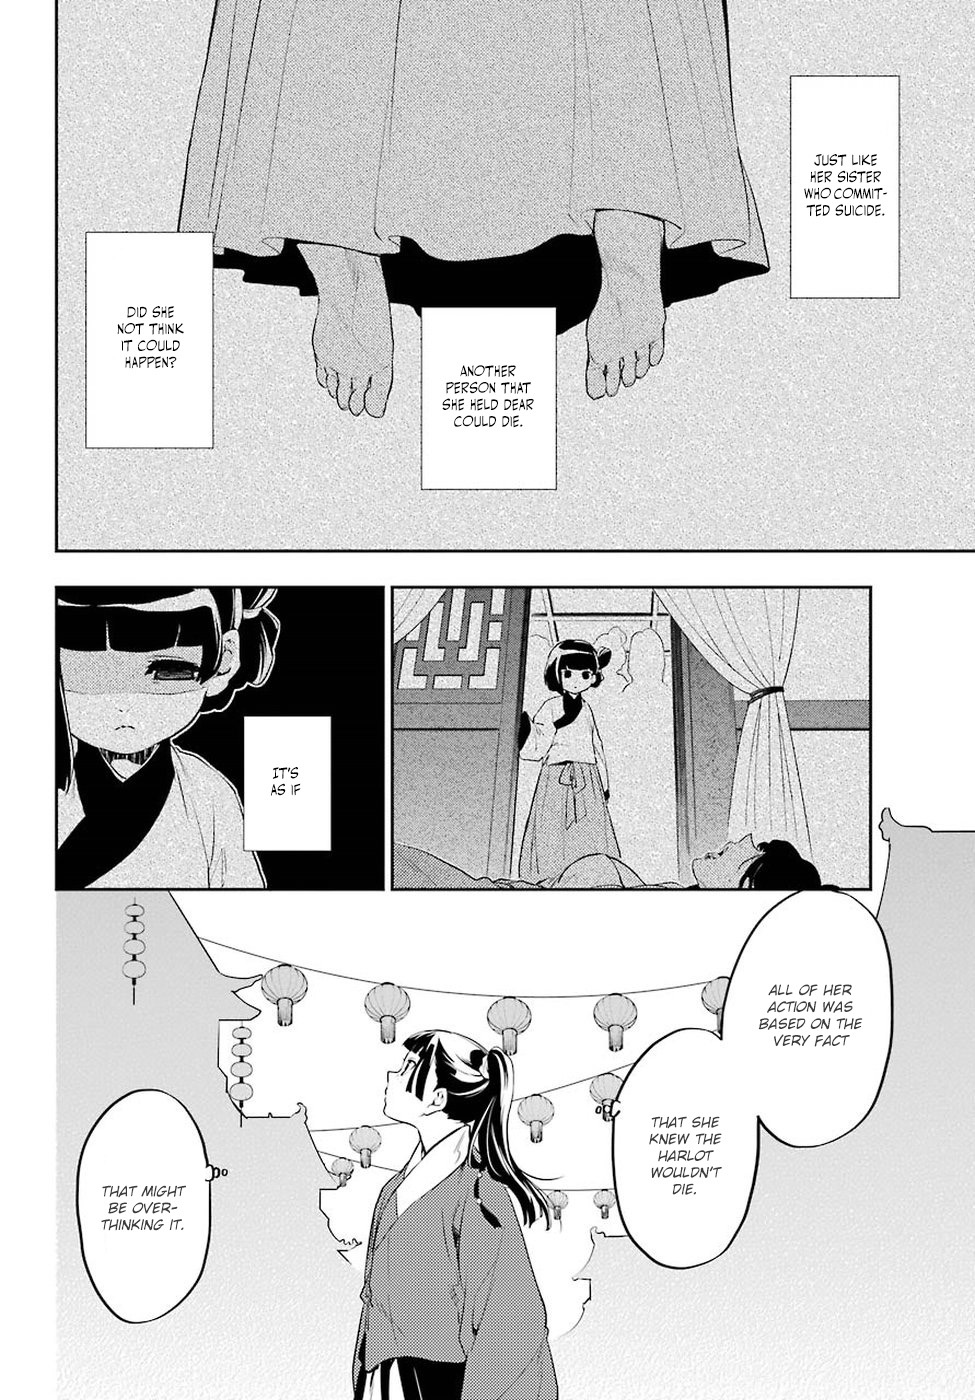 JUST LIKE
HER SISTER
WHO COMMIT-
TED SUICIDE.
ANOTHER
PERSON THAT
SHE HELD DEAR
COULD DIE.
DID SHE
NOT THINK
IT COULD
HAPPEN?
IT'S
AS IF
ALL OF HER
ACTION WAS
BASED ON THE
VERY FACT
THAT SHE
KNEW THE
HARLOT
WOULDN'T
DIE.
THAT MIGHT
BE OVER-
THINKING IT.